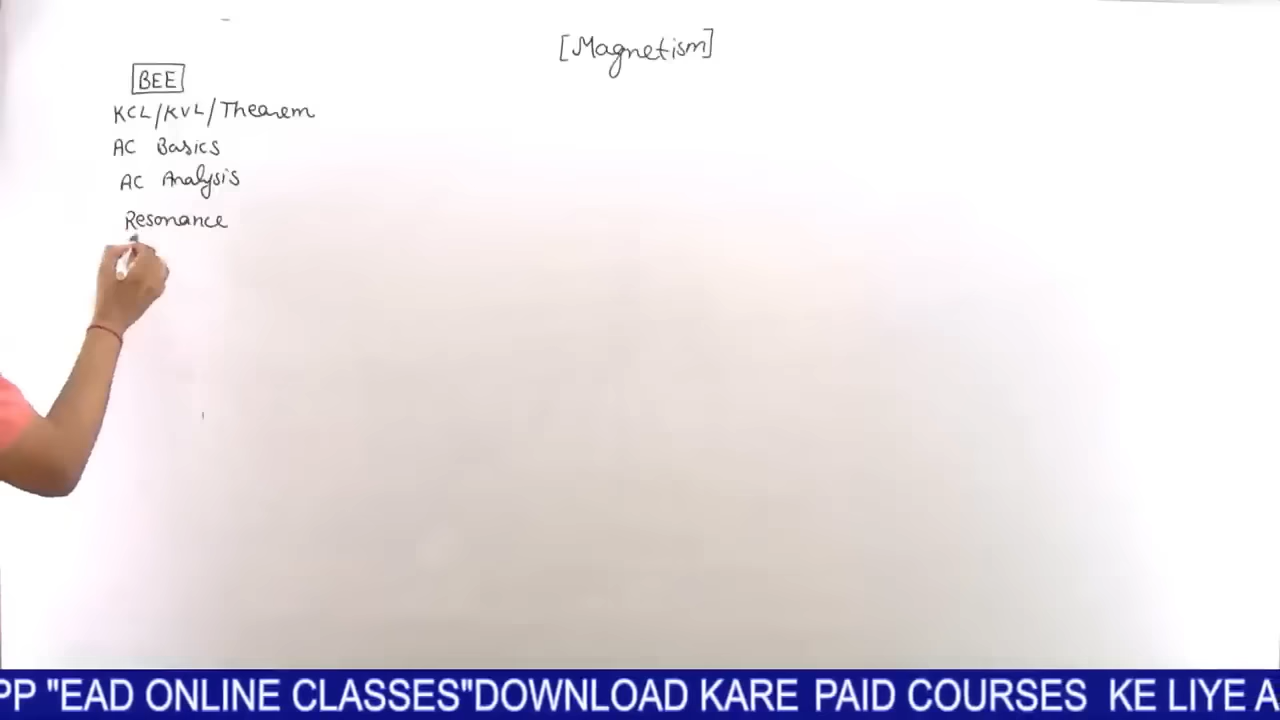 [Magnetism]
BEE
KCL/KVL/Thearem
AC Basics
AC Analysis
Resonance
PP "EAD ONLINE CLASSES"DOWNLOAD KARE PAID COURSES KE LIYE A